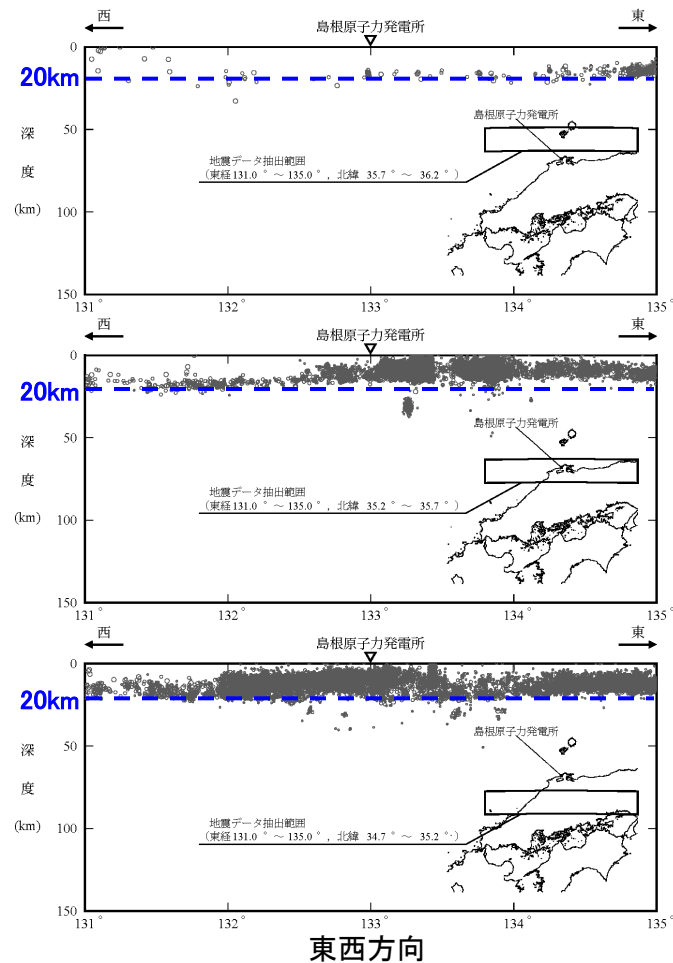 西 島根原子力発電所 東
0
20km
50
深
度
(km)
100
150
島根原子力発電所
地震データ抽出範囲
(東経131.0 ° ～135.0 ° , 北緯 35.7 ° ～ 36.2 ° )
131 ° 132 ° 133 ° 134 ° 135 °
西 島根原子力発電所 東
0
20km
50
深
度
(km)
100
150
島根原子力発電所
地震データ抽出範囲
(東経131.0 ° ～135.0 ° , 北緯 35.2 ° ～ 35.7 ° )
131 ° 132 ° 133 ° 134 ° 135 °
西 島根原子力発電所 東
0
20km
50
深
度
(km)
100
150
島根原子力発電所
地震データ抽出範囲
(東経131.0 ° ～135.0 ° , 北緯 34.7 ° ～ 35.2 ° )
131 ° 132 ° 133 ° 134 ° 135 °
東西方向